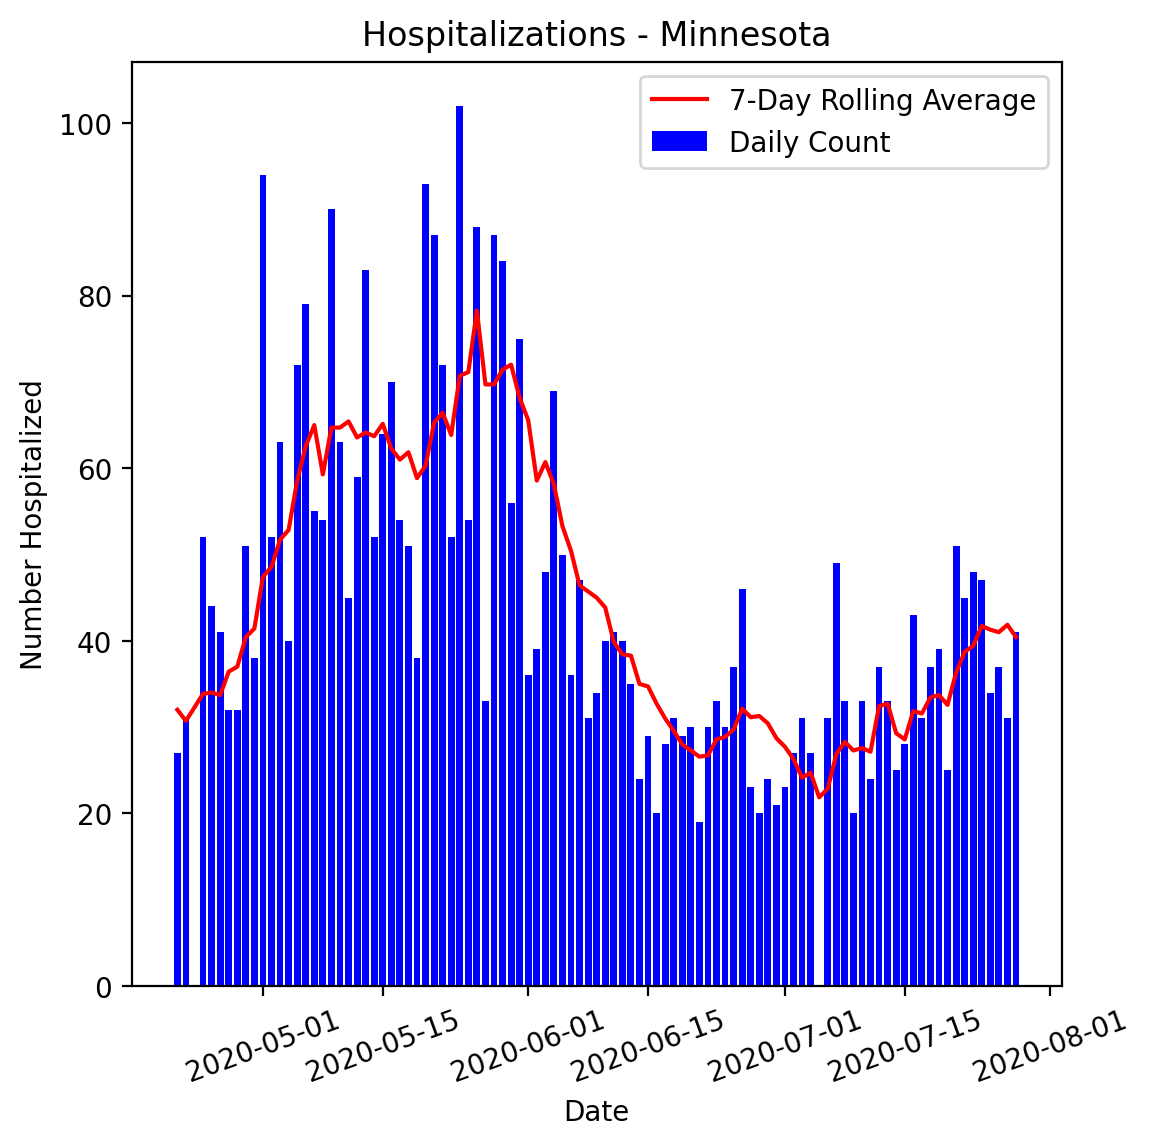 Hospitalizations - Minnesota
7-Day Rolling Average
Daily Count
100
80
60
40
20
0
Number Hospitalized
2020-05-01
2020-05-15
2020-06-01
2020-06-15
2020-07-01
2020-07-15
2020-08-01
Date